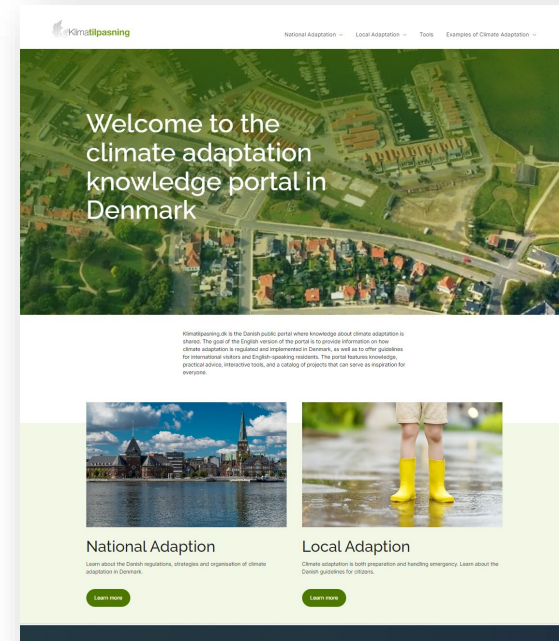 Klimatilpasning
National Adaptation Local Adaptation Tools Examples of Climate Adaptation
Welcome to the
climate adaptation
knowledge portal in
Denmark
Klimatilpasning.dk is the Danish public portal where knowledge about climate adaptation is
shared. The goal of the English version of the portal is to provide information on how
climate adaptation is regulated and implemented in Denmark, as well as to offer guidelines
for international visitors and English-speaking residents. The portal features knowledge,
practical advice, interactive tools, and a catalog of projects that can serve as inspiration for
everyone.
National Adaption
Learn about the Danish regulations, strategies and organisation of climate
adaptation in Denmark.
Learn more
Local Adaption
Climate adaptation is both preparation and handling emergency. Learn about the
Danish guidelines for citizens.
Learn more